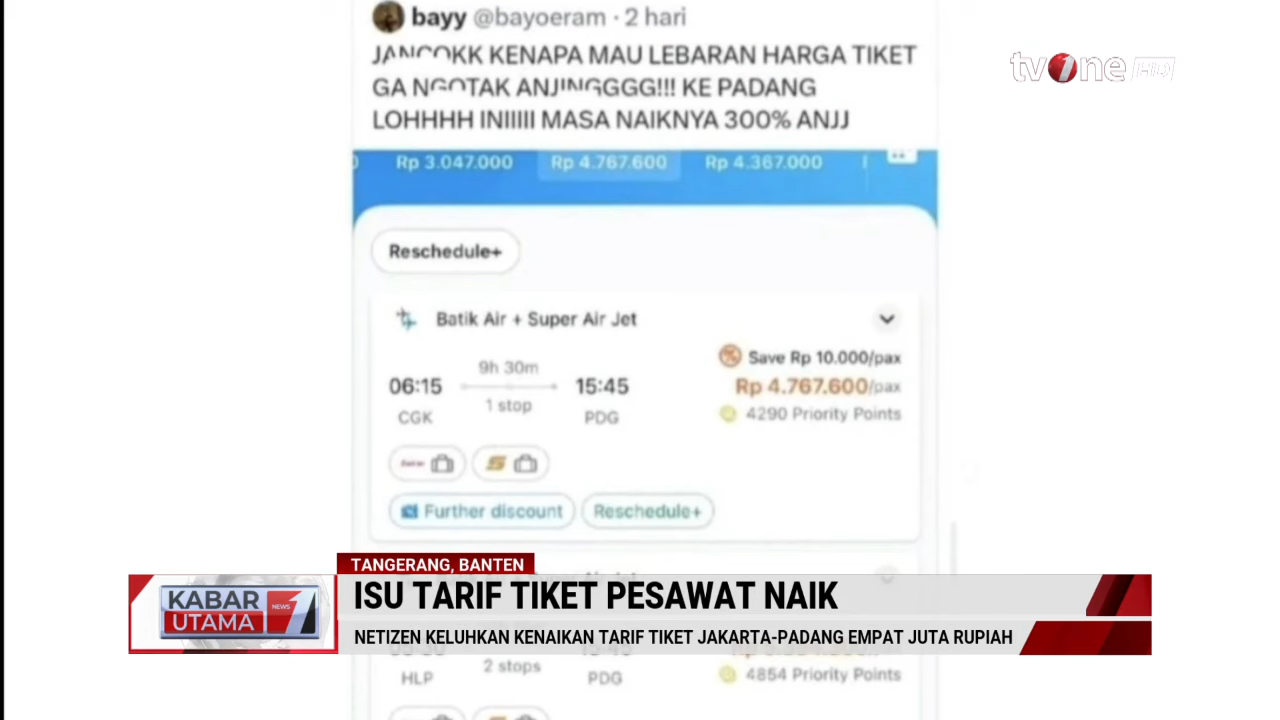 bayy @bayoeram · 2 hari
JANCOKK KENAPA MAU LEBARAN HARGA TIKET
GA NGOTAK ANJINGGGG!!! KE PADANG
LOHHHH INIIIII MASA NAIKNYA 300% ANJJ
tvOne HD
Rp 3.047.000 Rp 4.767.600 Rp 4.367.000
Reschedule+
Batik Air + Super Air Jet
Save Rp 10.000/pax
9h 30m
06:15 15:45
Rp 4.767.600/pax
1 stop
CGK PDG
4290 Priority Points
Further discount Reschedule+
TANGERANG, BANTEN
KABAR UTAMA NEWS 1
ISU TARIF TIKET PESAWAT NAIK
NETIZEN KELUHKAN KENAIKAN TARIF TIKET JAKARTA-PADANG EMPAT JUTA RUPIAH
2 stops
HLP PDG
4854 Priority Points